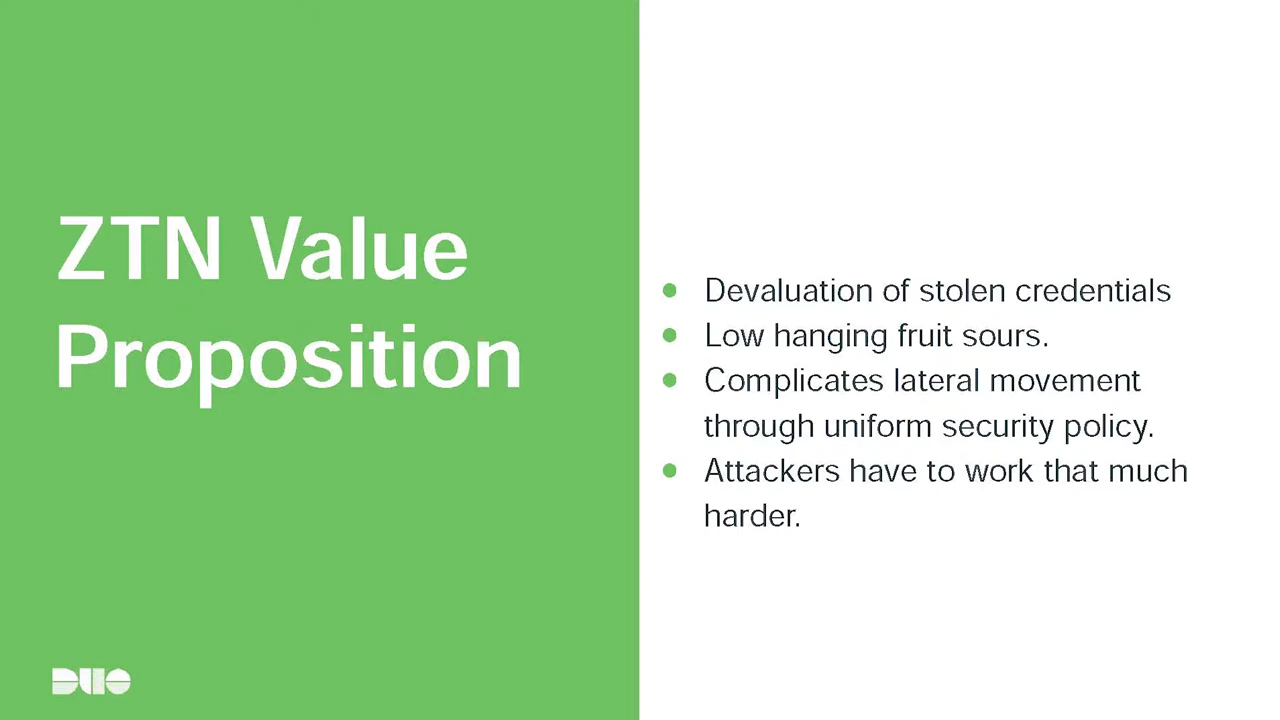 ZTN Value
Proposition
Devaluation of stolen credentials
Low hanging fruit sours.
Complicates lateral movement
through uniform security policy.
Attackers have to work that much
harder.
DUO